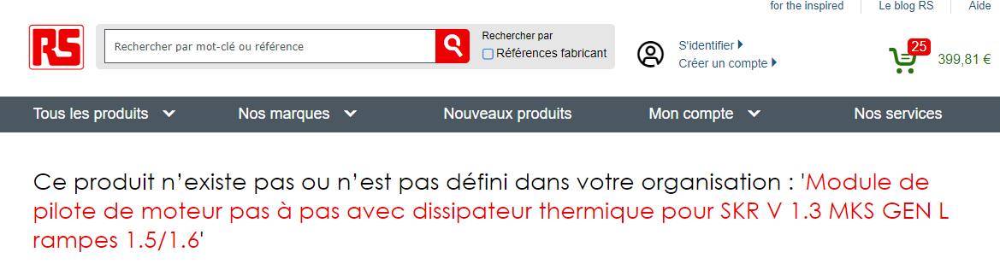 for the inspired Le blog RS Aide
RS
Rechercher par mot-clé ou référence
Rechercher par
Références fabricant
S'identifier
Créer un compte
25
399,81 €
Tous les produits Nos marques Nouveaux produits Mon compte Nos services
Ce produit n’existe pas ou n’est pas défini dans votre organisation : 'Module de
pilote de moteur pas à pas avec dissipateur thermique pour SKR V 1.3 MKS GEN L
rampes 1.5/1.6'